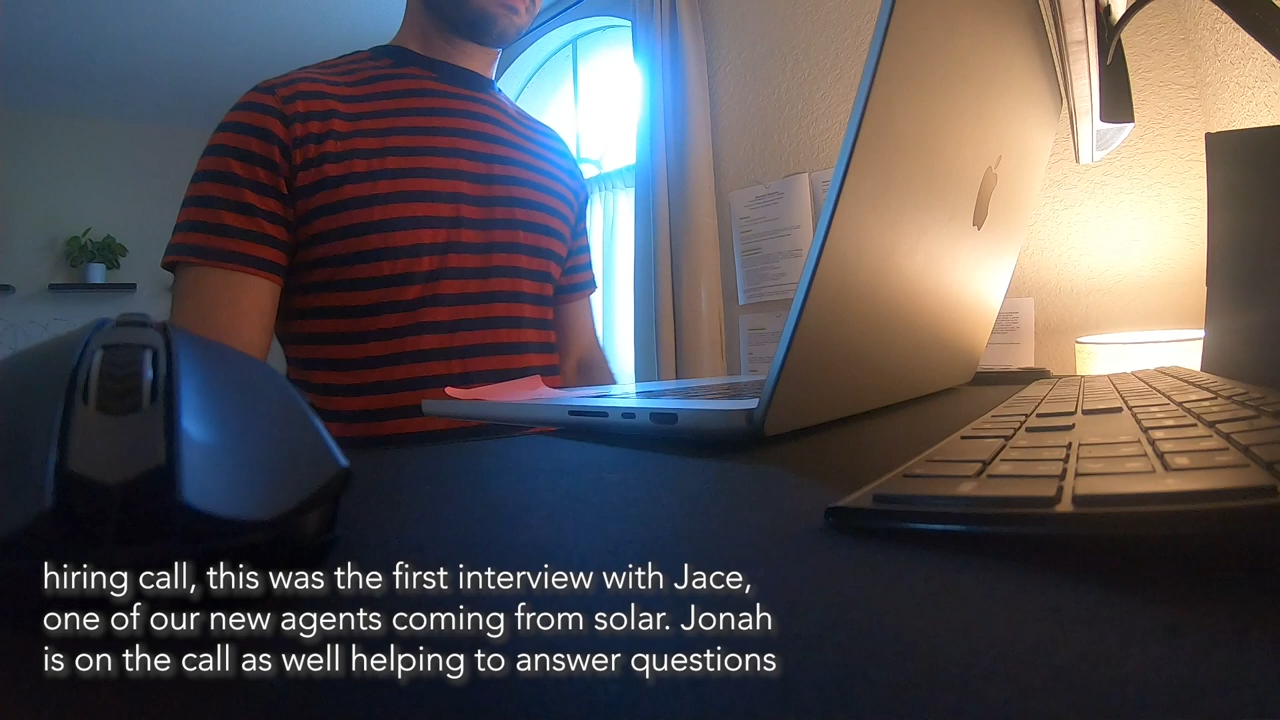 hiring call, this was the first interview with Jace,
one of our new agents coming from solar. Jonah
is on the call as well helping to answer questions